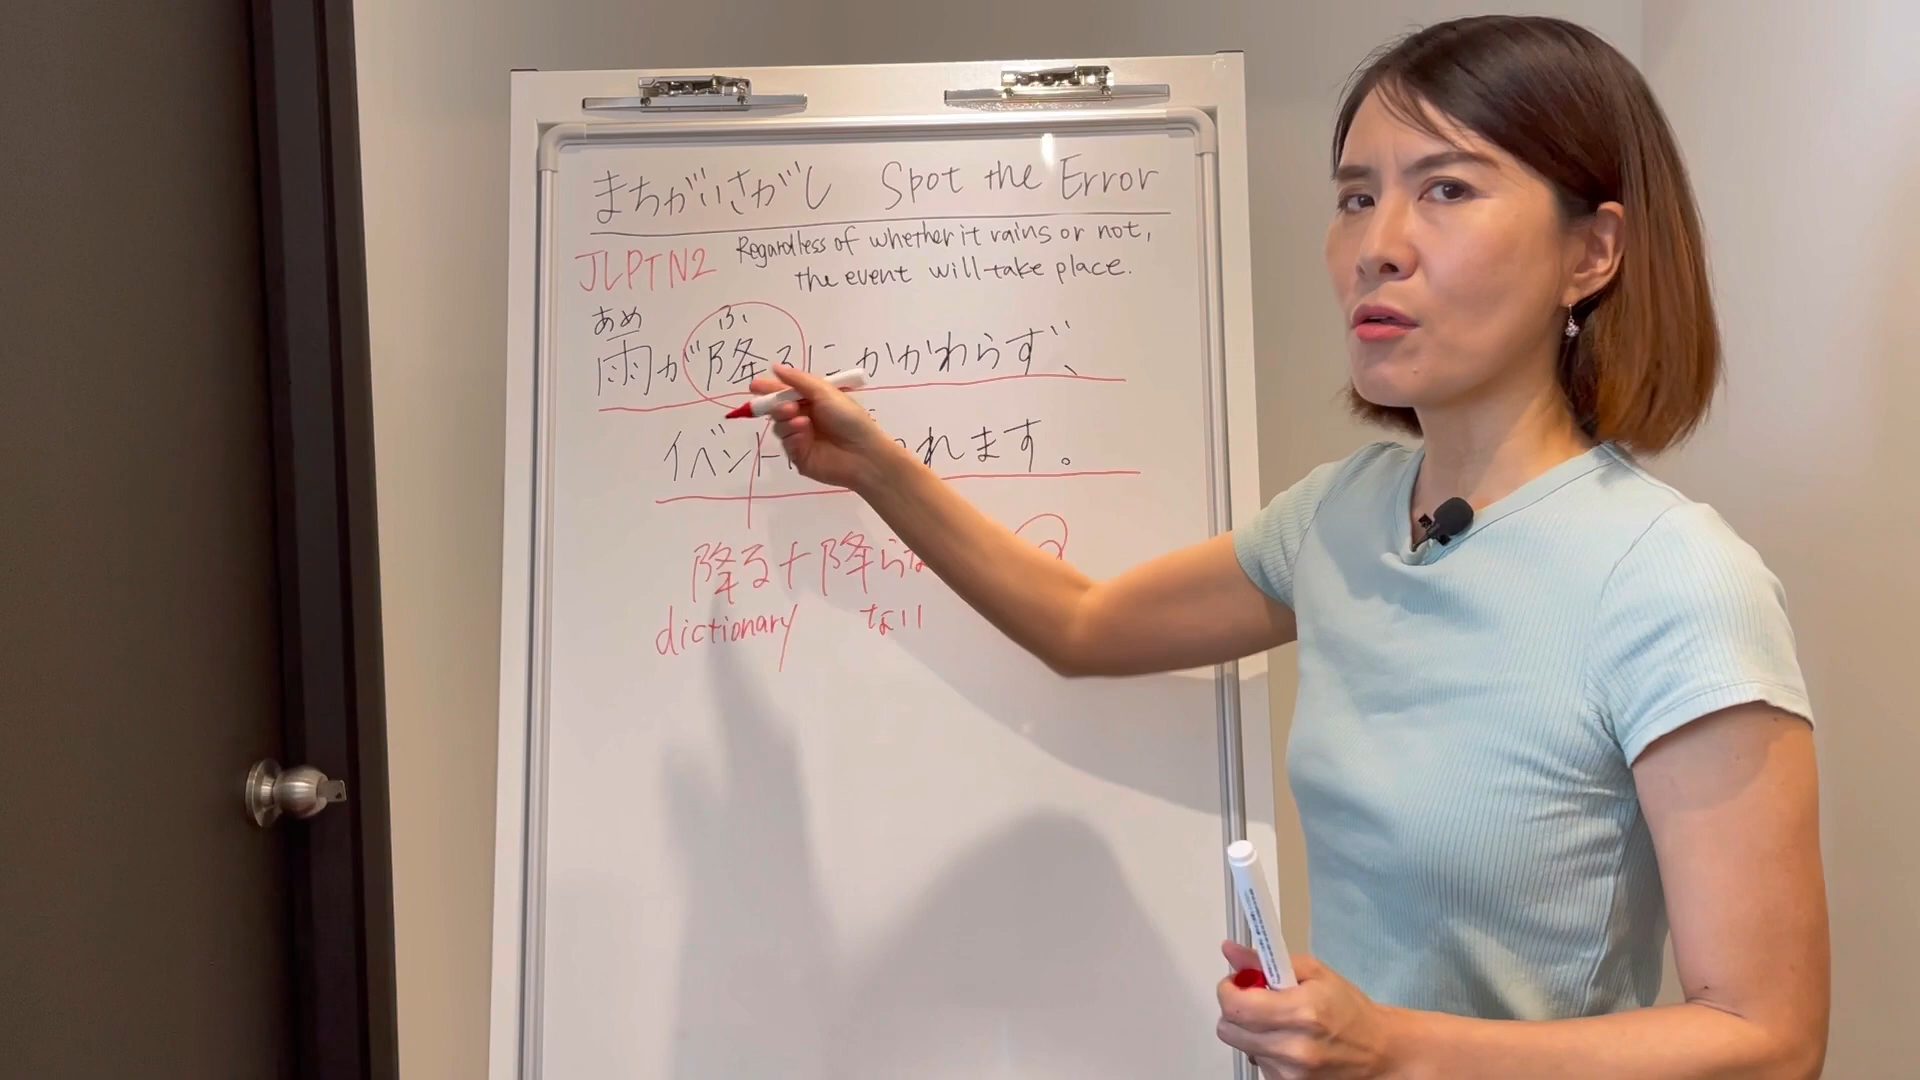 まちがいさがし Spot the Error
JLPT N2
Regardless of whether it rains or not,
the event will take place.
あめ ふ
雨が降るにかかわらず、
イベント れます。
降る+降らな
dictionary ない